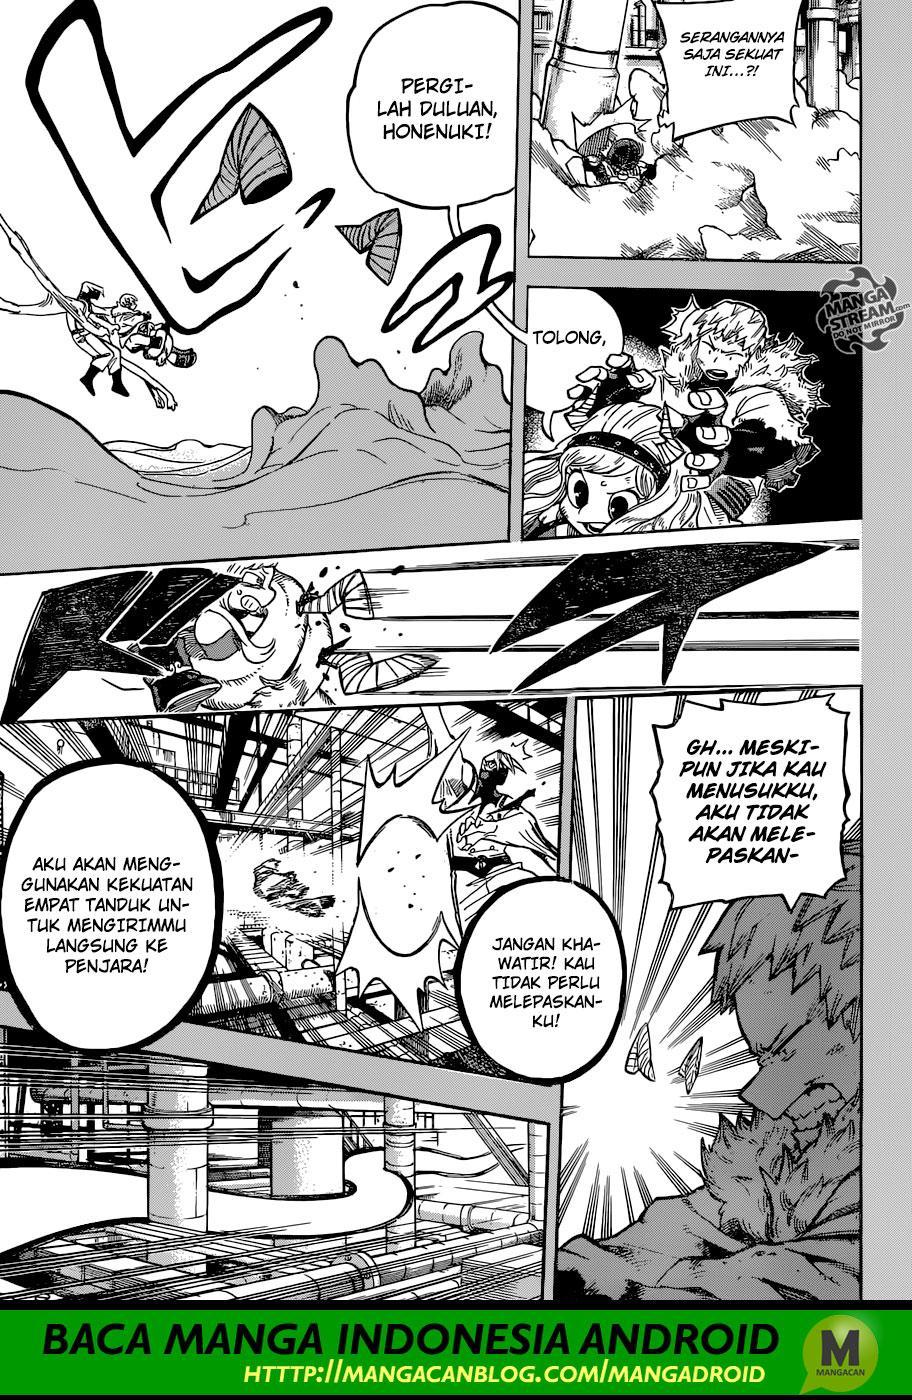 SERANGANNYA
SAJA SEKUAT
INI...?!
PERGI-
LAH DULUAN,
HONENUKI!
MANGA
STREAM.com
DO NOT MIRROR
TOLONG,
GH... MESKI-
PUN JIKA KAU
MENUSUKKU,
AKU TIDAK
AKAN MELE-
PASKAN-
JANGAN KHA-
WATIR! KAU
TIDAK PERLU
MELEPASKAN-
KU!
AKU AKAN MENG-
GUNAKAN KEKUATAN
EMPAT TANDUK UN-
TUK MENGIRIMMU
LANGSUNG KE
PENJARA!
BACA MANGA INDONESIA ANDROID
HTTTP://MANGACANBLOG.COM/MANGADROID
M
MANGACAN